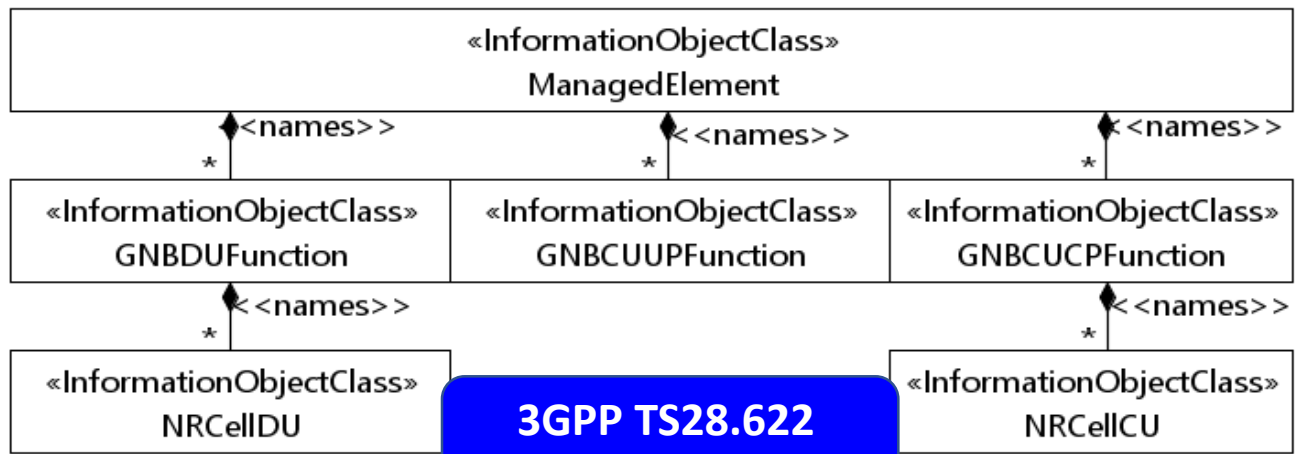 «InformationObjectClass»
ManagedElement
<<names>>
<<names>>
<<names>>
*
*
*
«InformationObjectClass»
GNBDUFunction
«InformationObjectClass»
GNBCUUPFunction
«InformationObjectClass»
GNBCUCPFunction
<<names>>
<<names>>
*
*
«InformationObjectClass»
NRCellDU
3GPP TS28.622
«InformationObjectClass»
NRCellCU